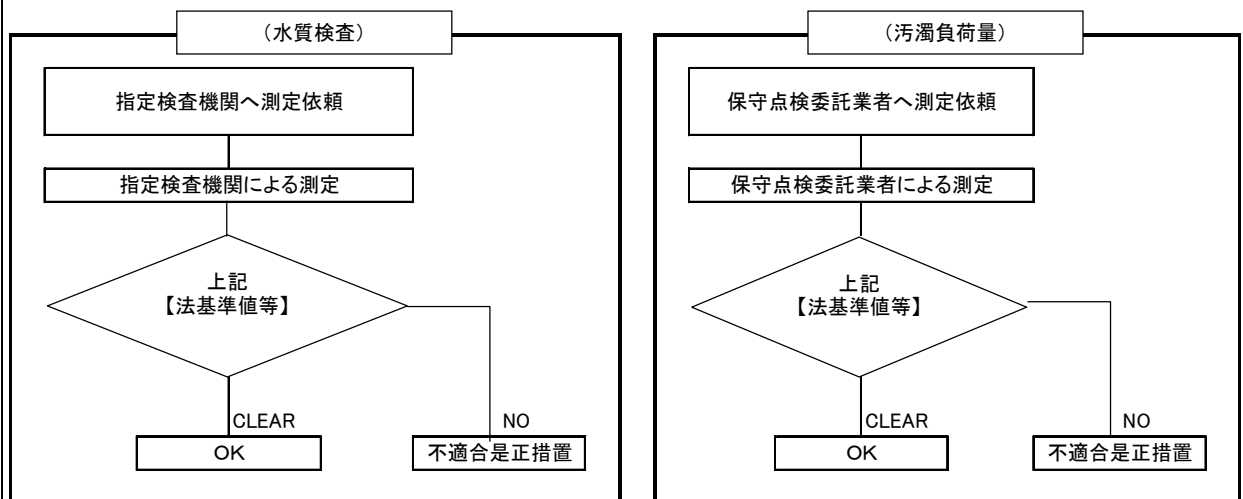 （水質検査）
指定検査機関へ測定依頼
指定検査機関による測定
上記
【法基準値等】
CLEAR
NO
OK
不適合是正措置
（汚濁負荷量）
保守点検委託業者へ測定依頼
保守点検委託業者による測定
上記
【法基準値等】
CLEAR
NO
OK
不適合是正措置